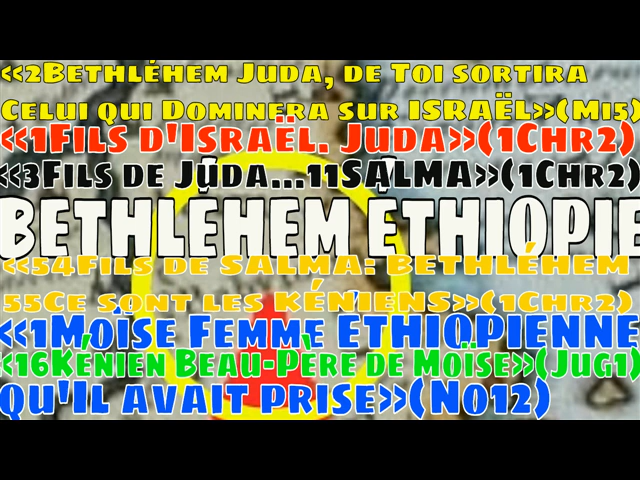 «2Bethléhem Juda, de Toi sortira
Celui qui Dominera sur ISRAËL»(Mi5)
«1Fils d'Israël. Juda»(1Chr2)
«3Fils de Juda...11SALMA»(1Chr2)
BETHLÉHEM ÉTHIOPIE
«54Fils de SALMA: BETHLÉHEM
55Ce sont les KÉNIENS»(1Chr2)
«1Moïse Femme ETHIOPIENNE
«16Kénien Beau-Père de Moïse»(Jug1)
Qu'Il avait prise»(No12)